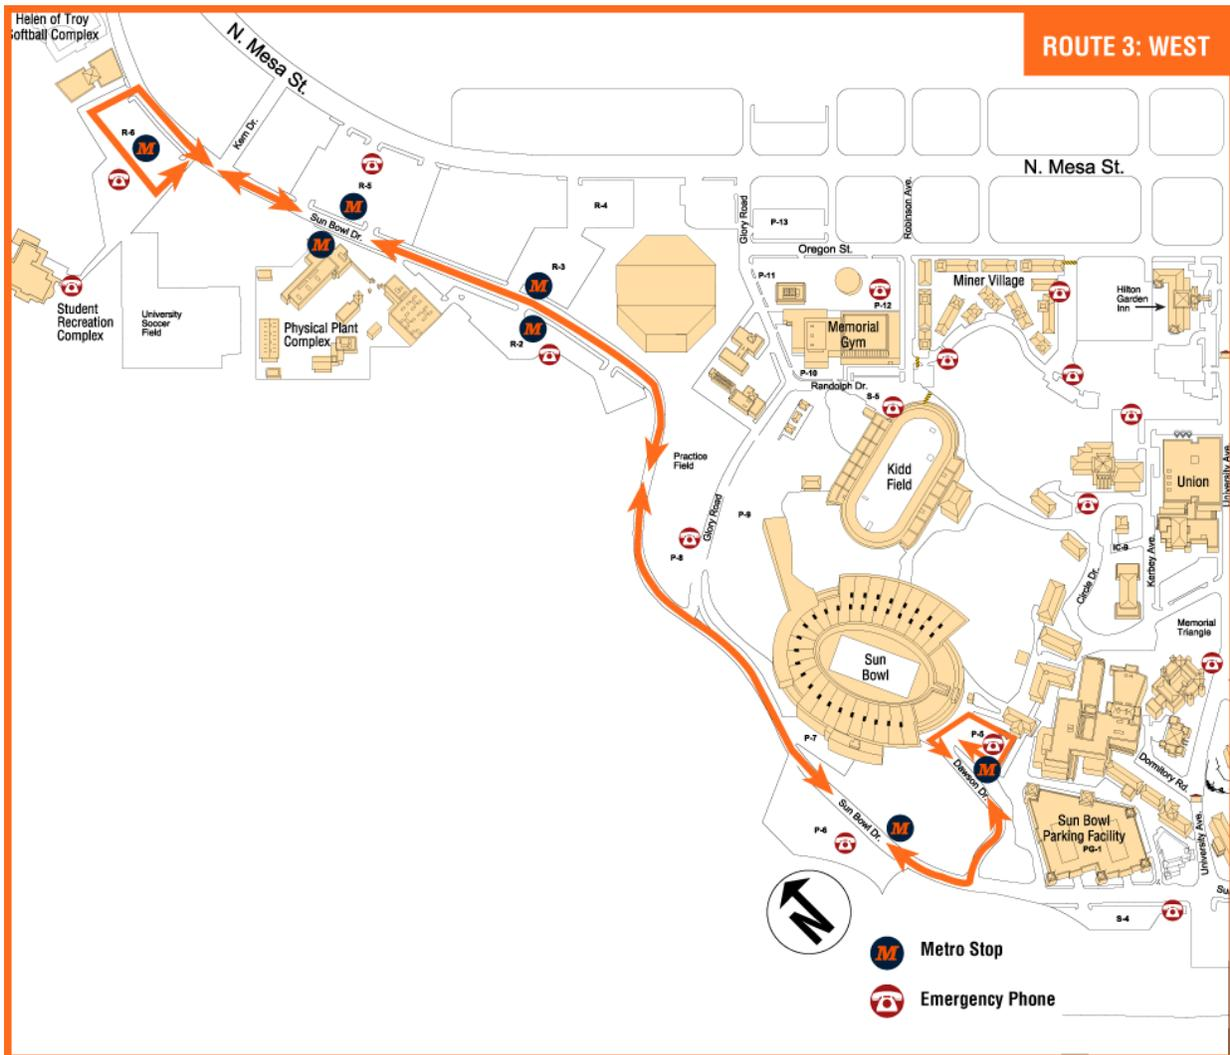 Helen of Troy
Softball Complex
N. Mesa St.
ROUTE 3: WEST
Kern Dr.
R-6
M
R-5
M
N. Mesa St.
R-4
Glory Road
P-13
Robinson Ave.
Sun Bowl Dr.
M
Oregon St.
R-3
M
P-11
P-12
Miner Village
Hilton
Garden
Inn
Student
Recreation
Complex
University
Soccer
Field
Physical Plant
Complex
M
R-2
Memorial
Gym
P-10
Randolph Dr.
S-5
Practice
Field
Kidd
Field
Union
University Ave.
Glory Road
P-9
P-8
IC-9
Kerbey Ave.
Circle Dr.
Memorial
Triangle
Sun
Bowl
P-7
P-5
M
Dawson Dr.
Dormitory Rd.
Sun Bowl Dr.
M
P-6
Sun Bowl
Parking Facility
PG-1
University Ave.
Su
S-4
N
M
Metro Stop
Emergency Phone